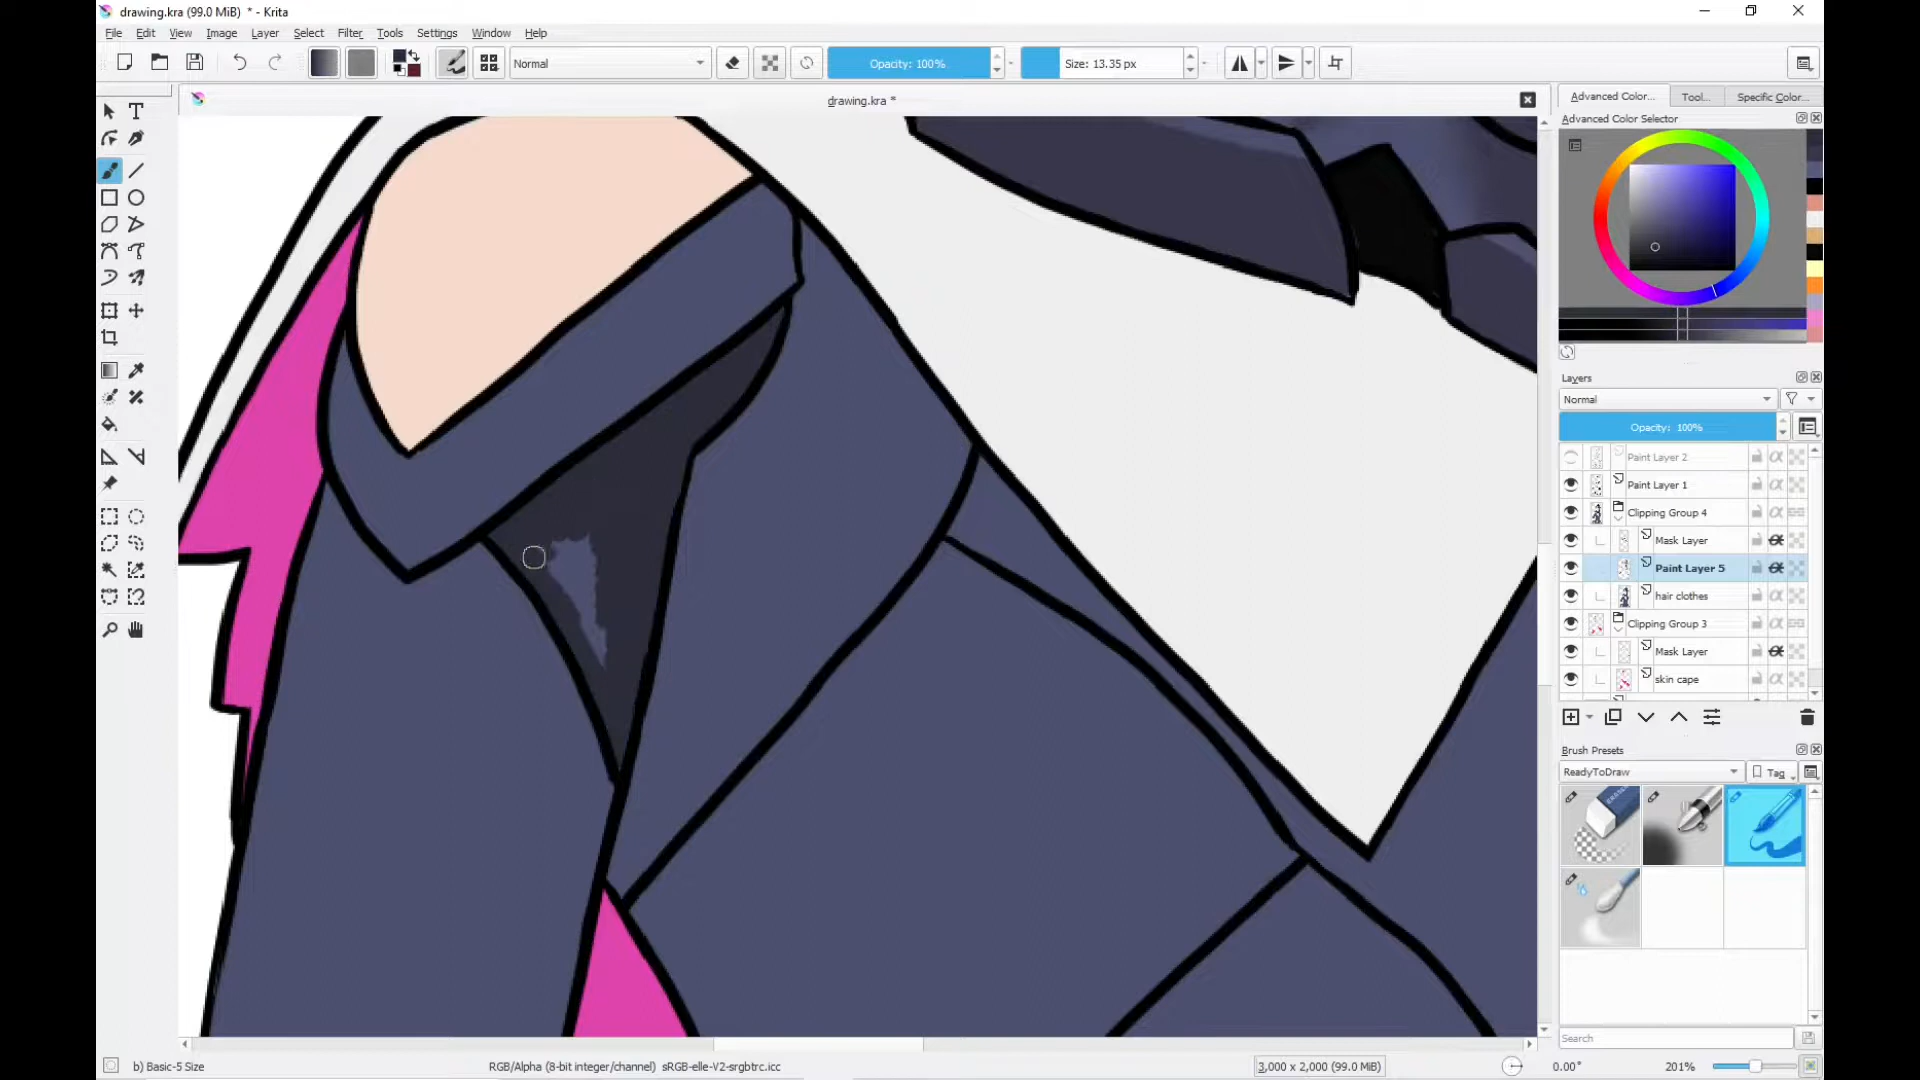 drawing.kra (99.0 MiB) * - Krita
File Edit View Image Layer Select Filter Tools Settings Window Help
Normal
Opacity: 100%
Size: 13.35 px
drawing.kra *
Advanced Color... Tool... Specific Color...
Advanced Color Selector
Layers
Normal
Opacity: 100%
Paint Layer 2
Paint Layer 1
Clipping Group 4
Mask Layer
Paint Layer 5
hair clothes
Clipping Group 3
Mask Layer
skin cape
Brush Presets
ReadyToDraw
Tag
Search
b) Basic-5 Size
RGB/Alpha (8-bit integer/channel) sRGB-elle-V2-srgbtrc.icc
3,000 x 2,000 (99.0 MiB)
0.00°
201%